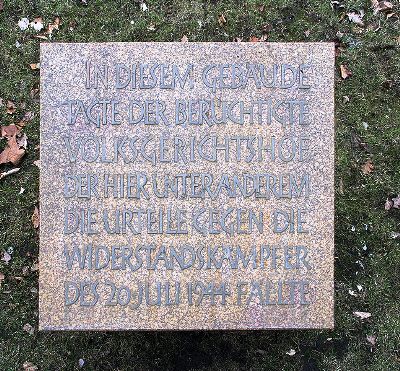 IN DIESEM GEBÄUDE
TAGTE DER BERÜCHTIGTE
VOLKSGERICHTSHOF
DER HIER UNTER ANDEREM
DIE URTEILE GEGEN DIE
WIDERSTANDSKÄMPFER
DES 20 JULI 1944 FÄLLTE